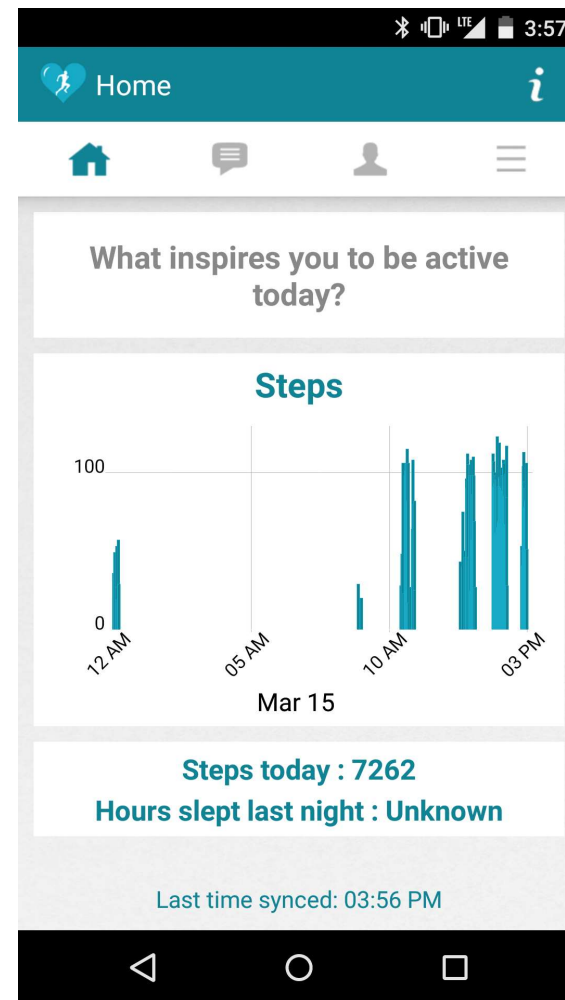 LTE 3:57
Home
i
What inspires you to be active
today?
Steps
100
0
12 AM
05 AM
10 AM
03 PM
Mar 15
Steps today : 7262
Hours slept last night : Unknown
Last time synced: 03:56 PM